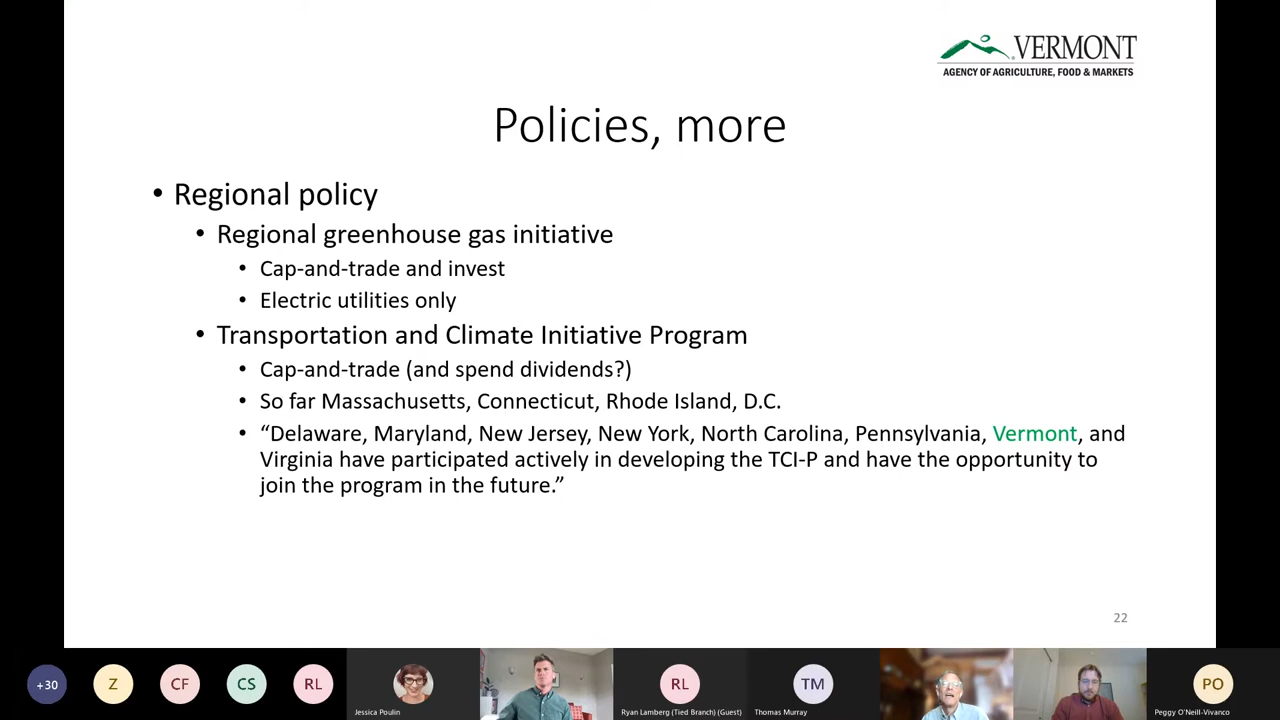 VERMONT
AGENCY OF AGRICULTURE, FOOD & MARKETS
Policies, more
• Regional policy
• Regional greenhouse gas initiative
• Cap-and-trade and invest
• Electric utilities only
• Transportation and Climate Initiative Program
• Cap-and-trade (and spend dividends?)
• So far Massachusetts, Connecticut, Rhode Island, D.C.
• “Delaware, Maryland, New Jersey, New York, North Carolina, Pennsylvania, Vermont, and
Virginia have participated actively in developing the TCI-P and have the opportunity to
join the program in the future.”
22
+30
Z
CF
CS
RL
RL
TM
PO
Jessica Poulin
Ryan Lamberg (Tied Branch) (Guest)
Thomas Murray
Peggy O'Neill-Vivanco